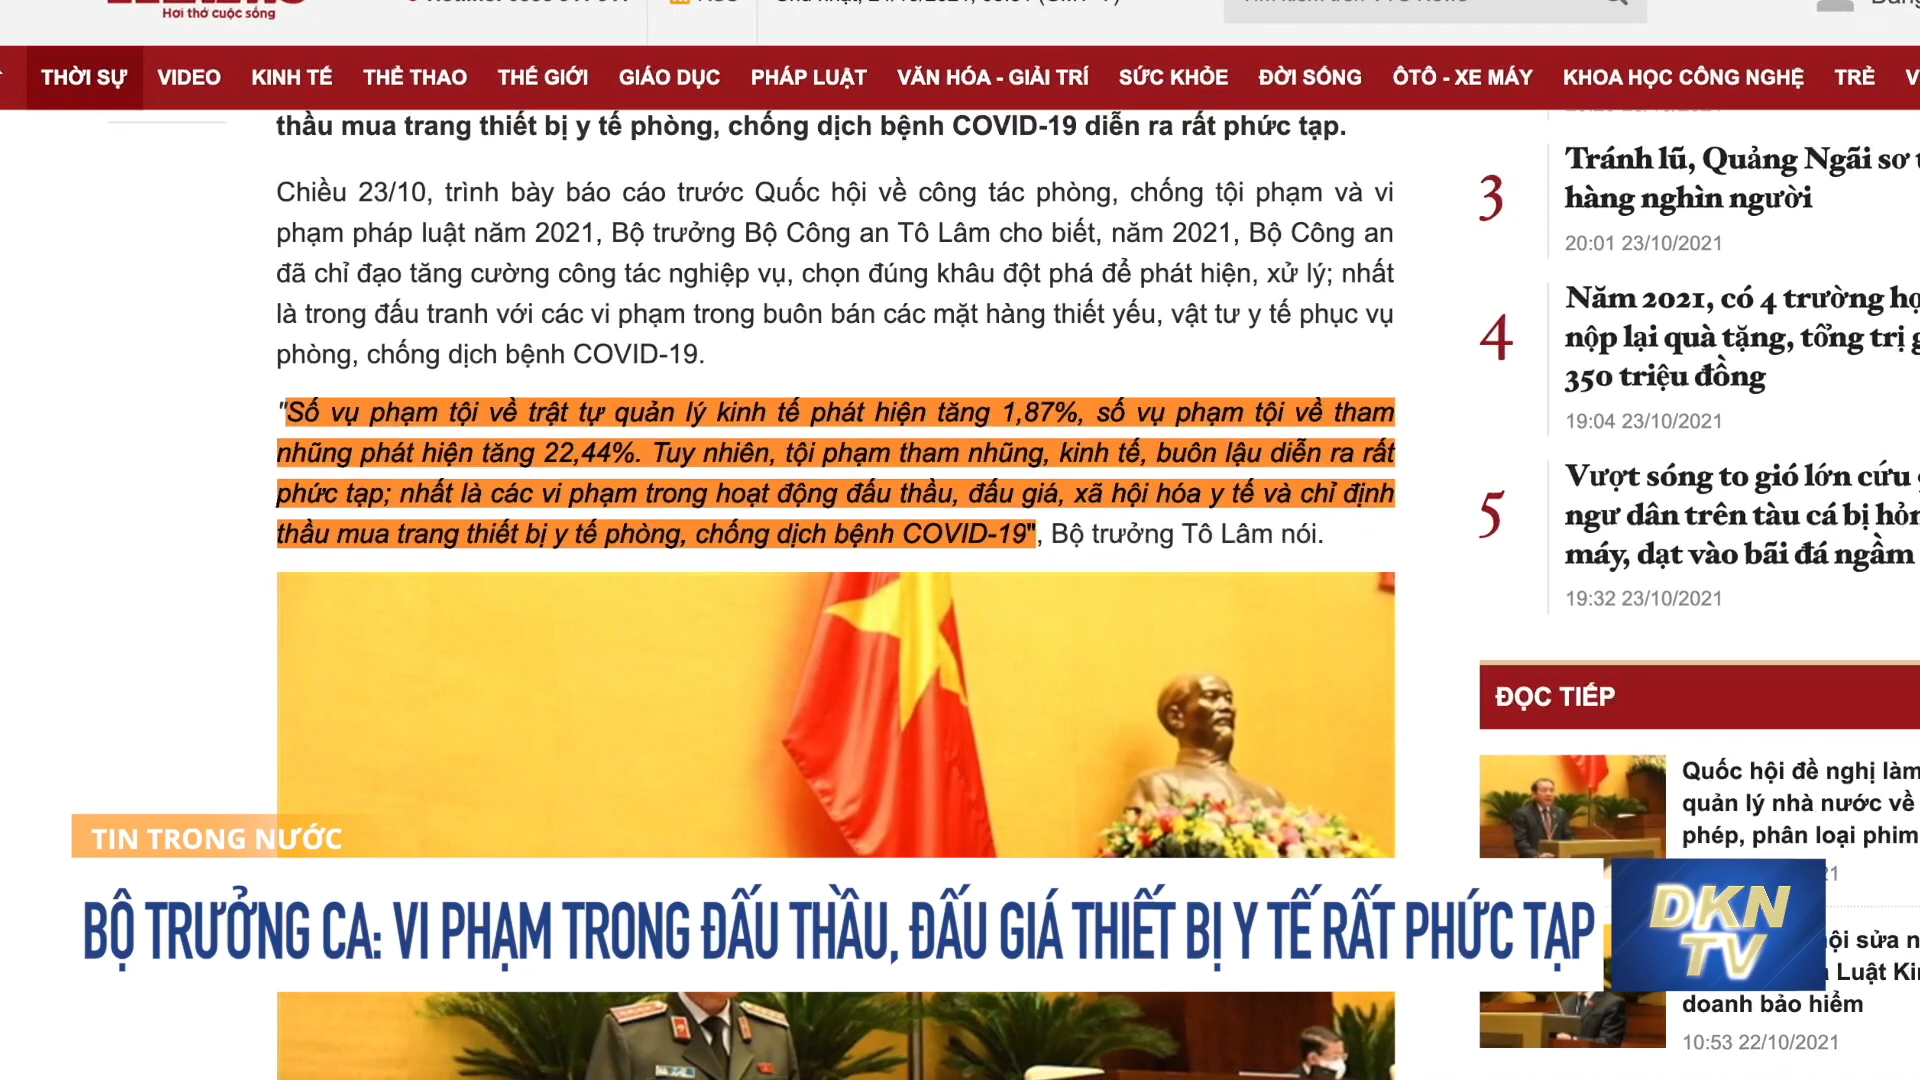 Hơi thở cuộc sống
THỜI SỰ VIDEO KINH TẾ THỂ THAO THẾ GIỚI GIÁO DỤC PHÁP LUẬT VĂN HÓA - GIẢI TRÍ SỨC KHỎE ĐỜI SỐNG ÔTÔ - XE MÁY KHOA HỌC CÔNG NGHỆ TRẺ
thầu mua trang thiết bị y tế phòng, chống dịch bệnh COVID-19 diễn ra rất phức tạp.
Chiều 23/10, trình bày báo cáo trước Quốc hội về công tác phòng, chống tội phạm và vi
phạm pháp luật năm 2021, Bộ trưởng Bộ Công an Tô Lâm cho biết, năm 2021, Bộ Công an
đã chỉ đạo tăng cường công tác nghiệp vụ, chọn đúng khâu đột phá để phát hiện, xử lý; nhất
là trong đấu tranh với các vi phạm trong buôn bán các mặt hàng thiết yếu, vật tư y tế phục vụ
phòng, chống dịch bệnh COVID-19.
"Số vụ phạm tội về trật tự quản lý kinh tế phát hiện tăng 1,87%, số vụ phạm tội về tham
nhũng phát hiện tăng 22,44%. Tuy nhiên, tội phạm tham nhũng, kinh tế, buôn lậu diễn ra rất
phức tạp; nhất là các vi phạm trong hoạt động đấu thầu, đấu giá, xã hội hóa y tế và chỉ định
thầu mua trang thiết bị y tế phòng, chống dịch bệnh COVID-19", Bộ trưởng Tô Lâm nói.
3
Tránh lũ, Quảng Ngãi sơ
hàng nghìn người
20:01 23/10/2021
4
Năm 2021, có 4 trường
nộp lại quà tặng, tổng trị
350 triệu đồng
19:04 23/10/2021
5
Vượt sóng to gió lớn cứu
ngư dân trên tàu cá bị
máy, dạt vào bãi đá ngầm
19:32 23/10/2021
ĐỌC TIẾP
Quốc hội đề nghị làm
quản lý nhà nước về
phép, phân loại phim
sửa
Luật
doanh bảo hiểm
10:53 22/10/2021
TIN TRONG NƯỚC
BỘ TRƯỞNG CA: VI PHẠM TRONG ĐẤU THẦU, ĐẤU GIÁ THIẾT BỊ Y TẾ RẤT PHỨC TẠP
DKN
TV